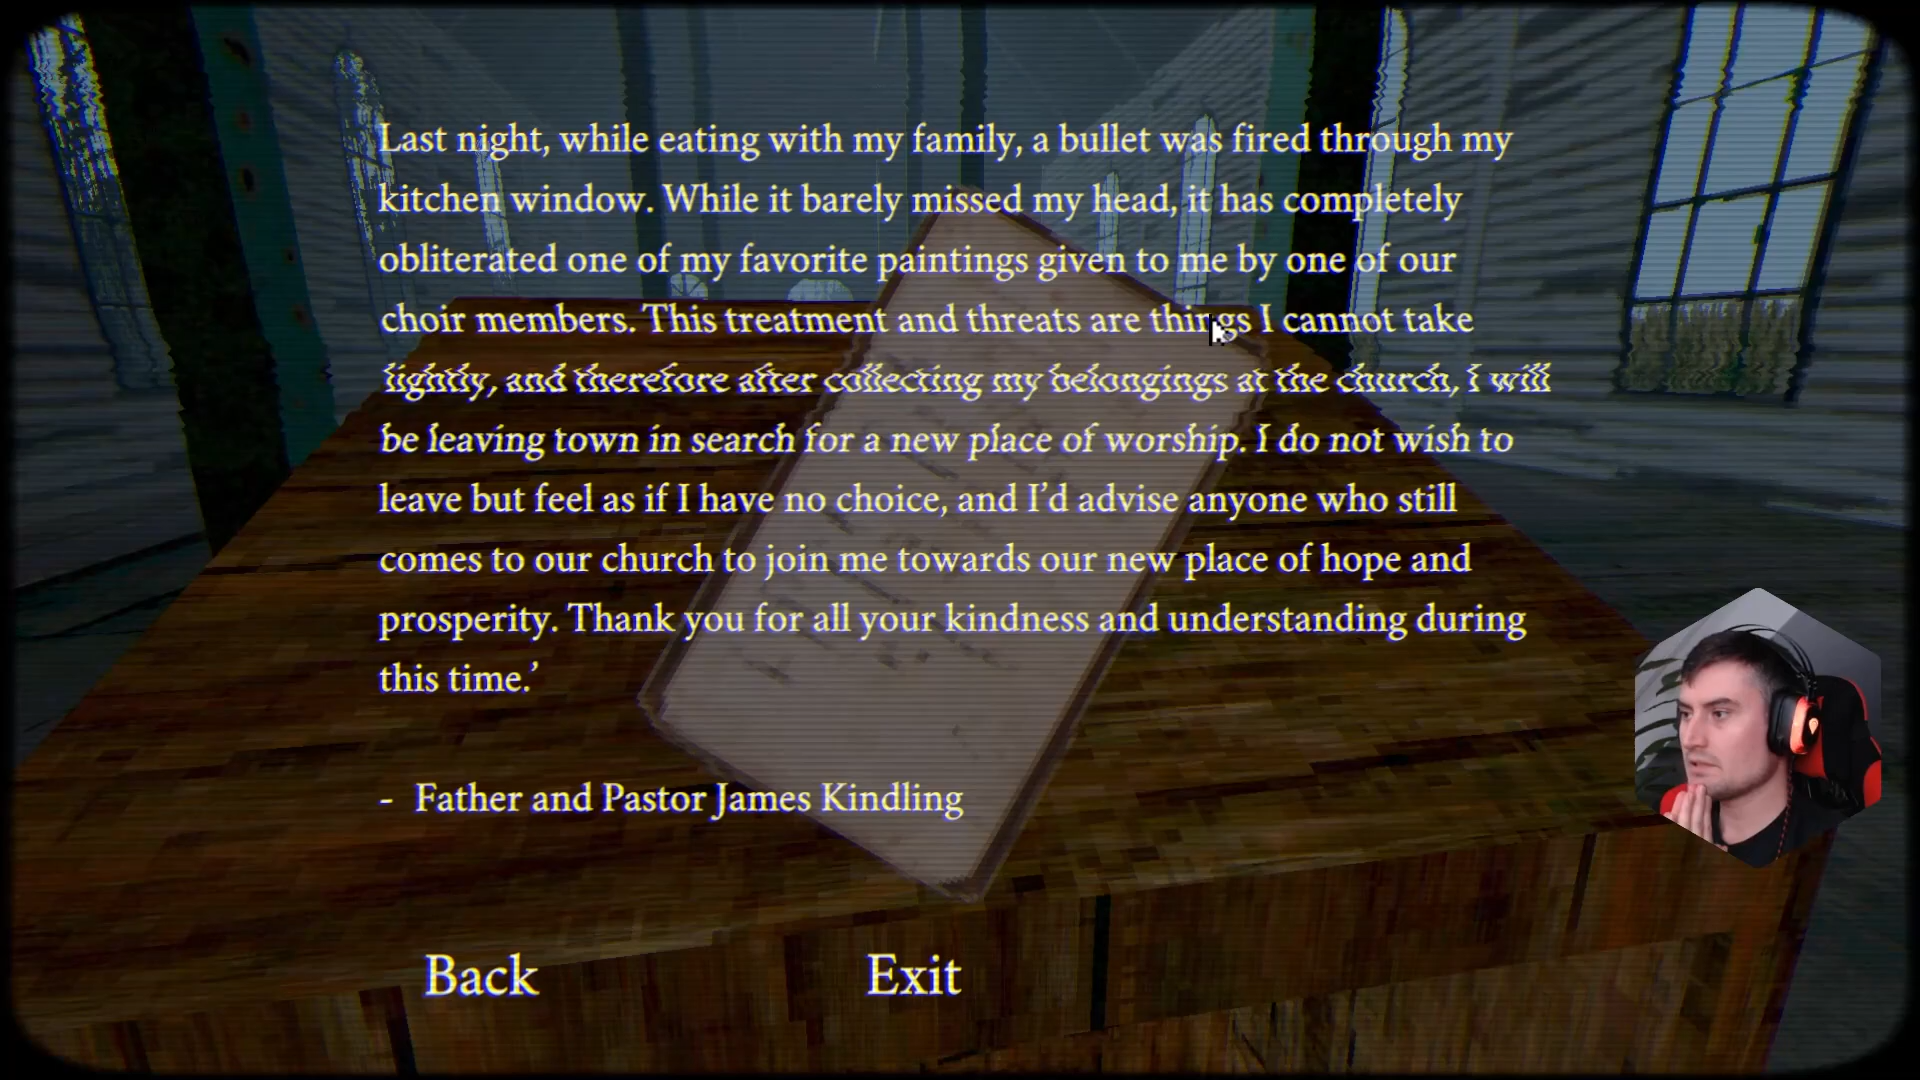 Last night, while eating with my family, a bullet was fired through my
kitchen window. While it barely missed my head, it has completely
obliterated one of my favorite paintings given to me by one of our
choir members. This treatment and threats are things I cannot take
lightly, and therefore after collecting my belongings at the church, I will
be leaving town in search for a new place of worship. I do not wish to
leave but feel as if I have no choice, and I’d advise anyone who still
comes to our church to join me towards our new place of hope and
prosperity. Thank you for all your kindness and understanding during
this time.’
- Father and Pastor James Kindling
Back Exit